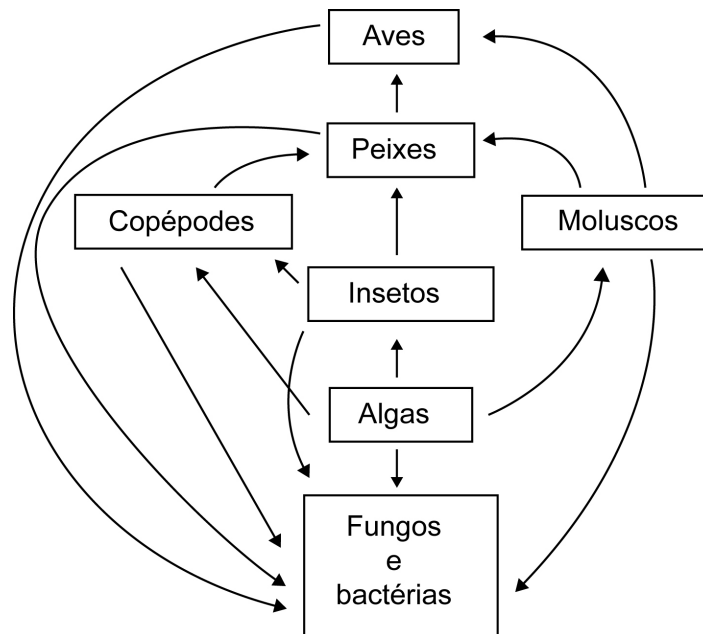 Aves
Peixes
Copépodes
Moluscos
Insetos
Algas
Fungos
e
bactérias